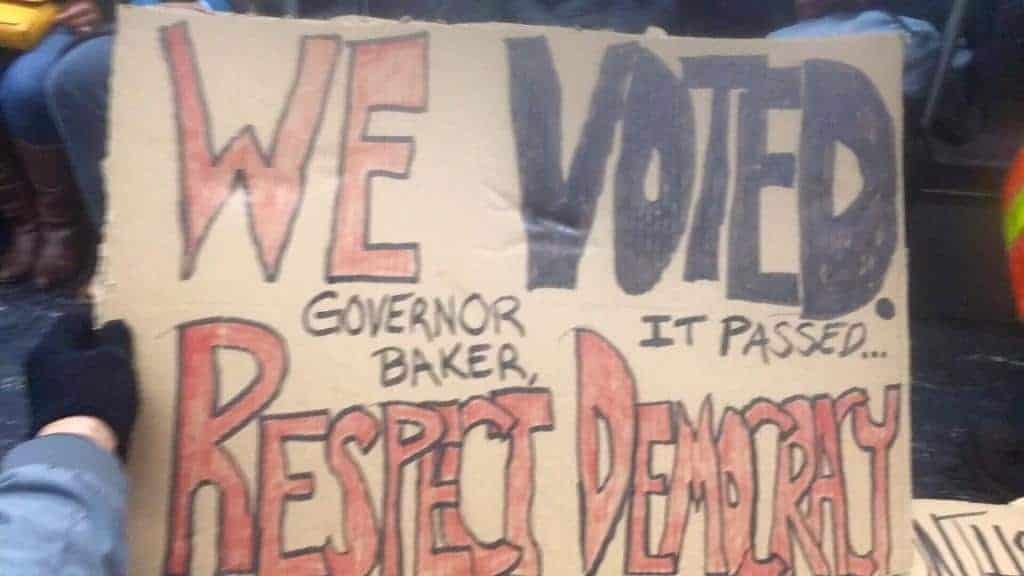 WE VOTED.
IT PASSED...
GOVERNOR
BAKER,
RESPECT DEMOCRACY